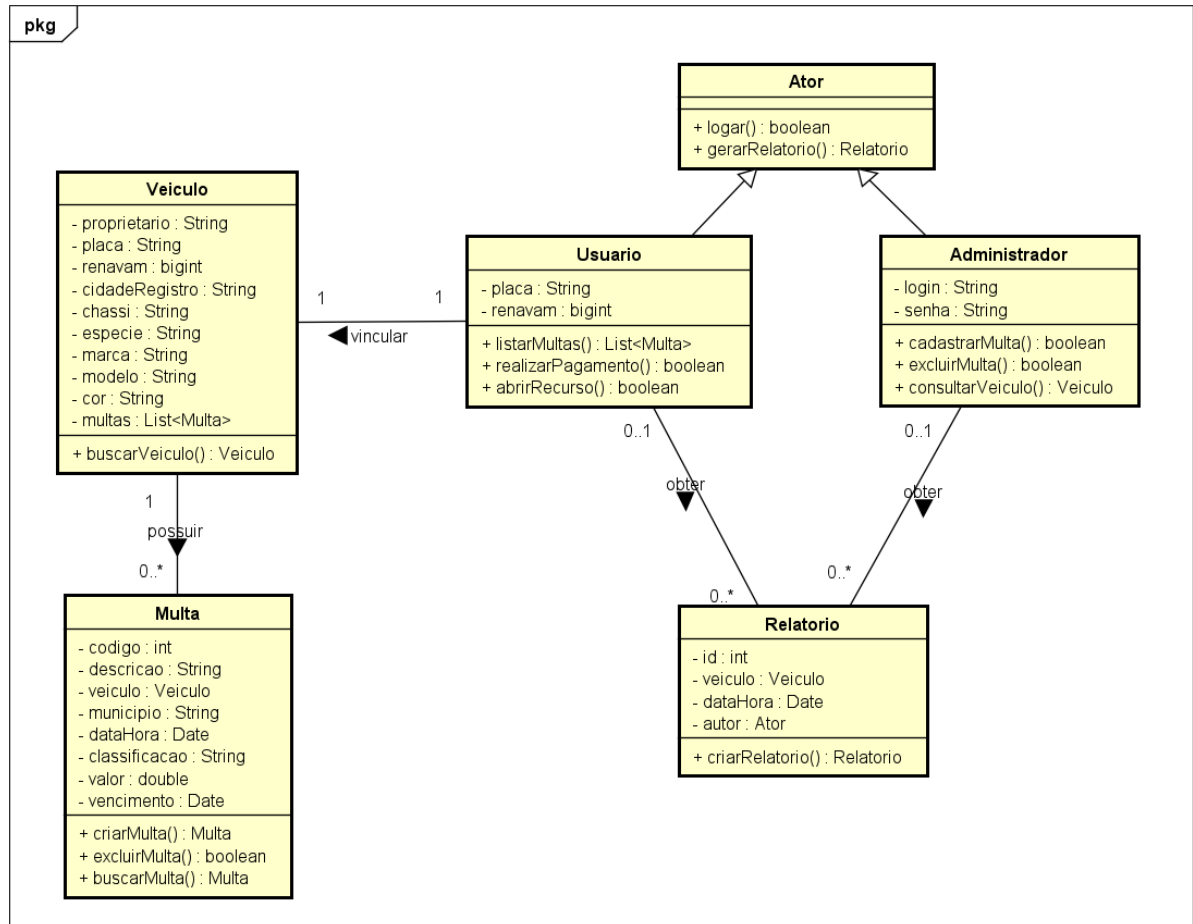 pkg
Ator
+ logar() : boolean
+ gerarRelatorio() : Relatorio
Veiculo
- proprietario : String
- placa : String
- renavam : bigint
- cidadeRegistro : String
- chassi : String
- especie : String
- marca : String
- modelo : String
- cor : String
- multas : List<Multa>
+ buscarVeiculo() : Veiculo
1
1
vincular
Usuario
- placa : String
- renavam : bigint
+ listarMultas() : List<Multa>
+ realizarPagamento() : boolean
+ abrirRecurso() : boolean
Administrador
- login : String
- senha : String
+ cadastrarMulta() : boolean
+ excluirMulta() : boolean
+ consultarVeiculo() : Veiculo
1
possuir
0..*
0..1
obter
0..*
0..1
obter
0..*
Multa
- codigo : int
- descricao : String
- veiculo : Veiculo
- municipio : String
- dataHora : Date
- classificacao : String
- valor : double
- vencimento : Date
+ criarMulta() : Multa
+ excluirMulta() : boolean
+ buscarMulta() : Multa
Relatorio
- id : int
- veiculo : Veiculo
- dataHora : Date
- autor : Ator
+ criarRelatorio() : Relatorio